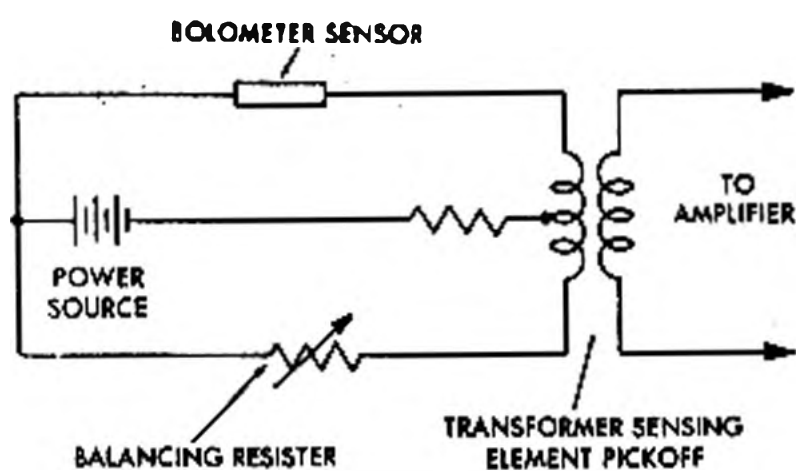 BOLOMETER SENSOR
TO
AMPLIFIER
POWER
SOURCE
BALANCING RESISTER
TRANSFORMER SENSING
ELEMENT PICKOFF